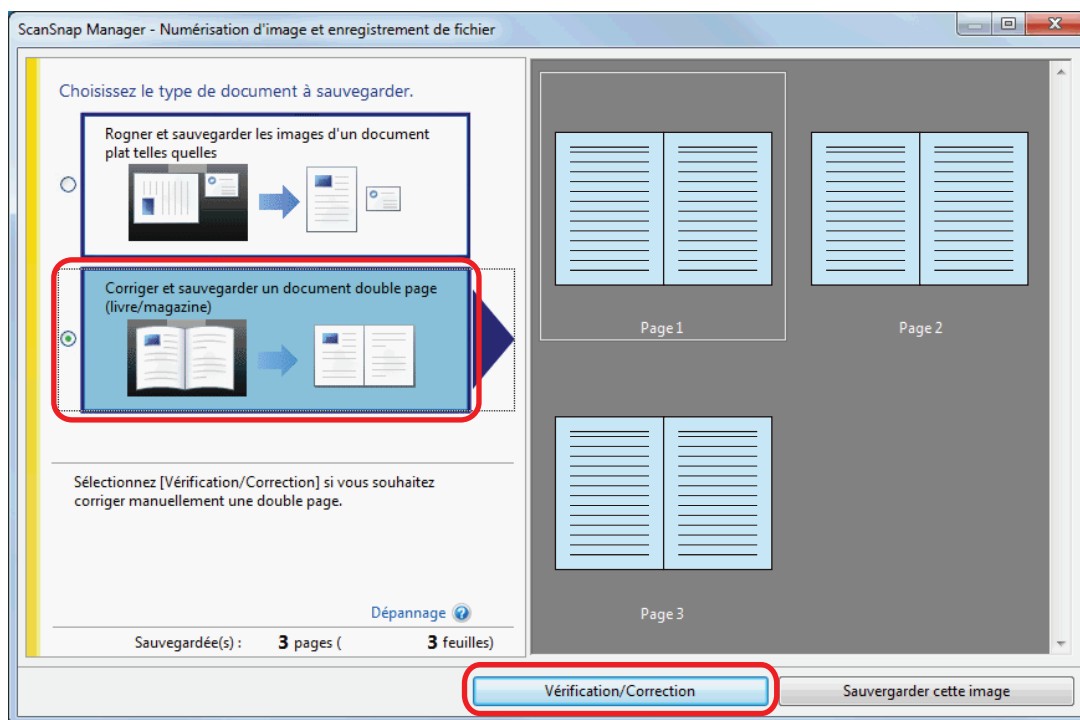 ScanSnap Manager - Numérisation d'image et enregistrement de fichier
Choisissez le type de document à sauvegarder.
Rogner et sauvegarder les images d'un document
plat telles quelles
Corriger et sauvegarder un document double page
(livre/magazine)
Sélectionnez [Vérification/Correction] si vous souhaitez
corriger manuellement une double page.
Dépannage
Sauvegardée(s) : 3 pages ( 3 feuilles)
Page 1
Page 2
Page 3
Vérification/Correction
Sauvergarder cette image